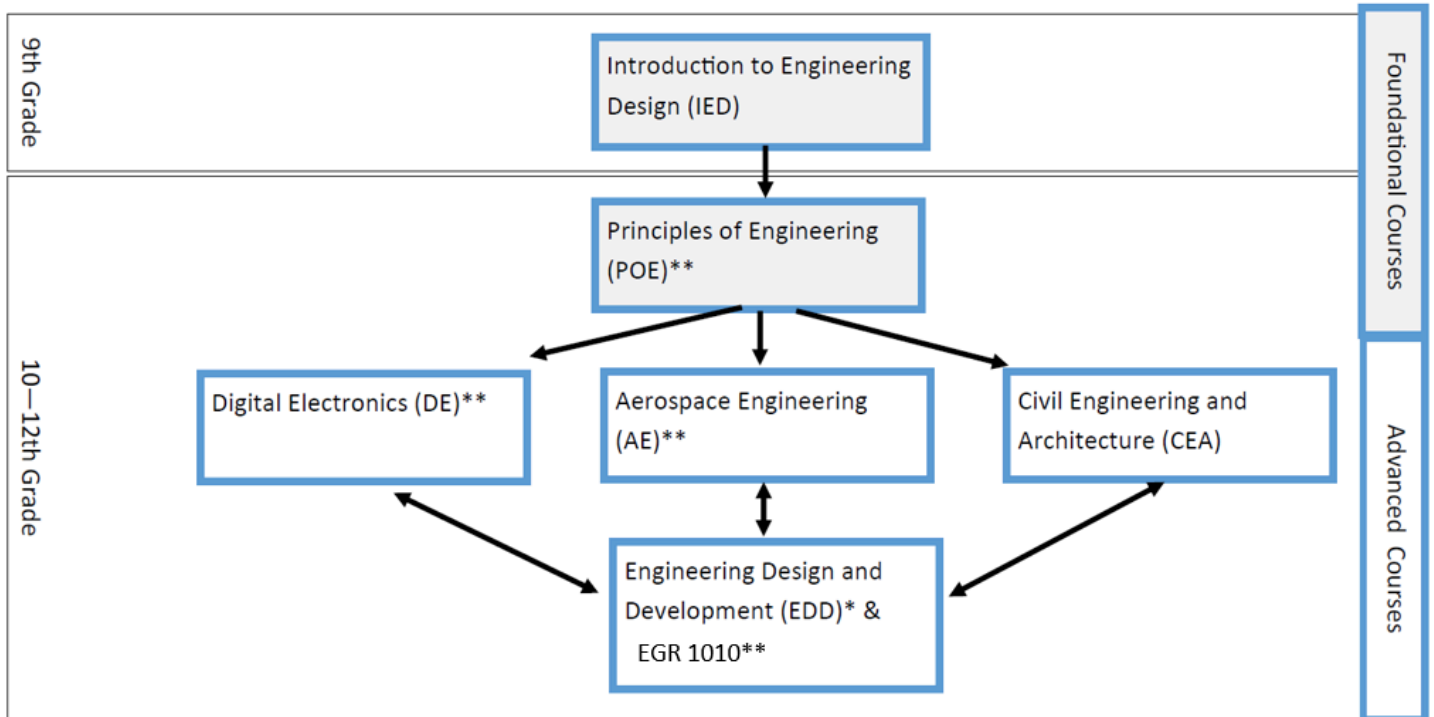 9th Grade
Introduction to Engineering
Design (IED)
Foundational Courses
Principles of Engineering
(POE)**
10—12th Grade
Digital Electronics (DE)**
Aerospace Engineering
(AE)**
Civil Engineering and
Architecture (CEA)
Advanced Courses
Engineering Design and
Development (EDD)* &
EGR 1010**